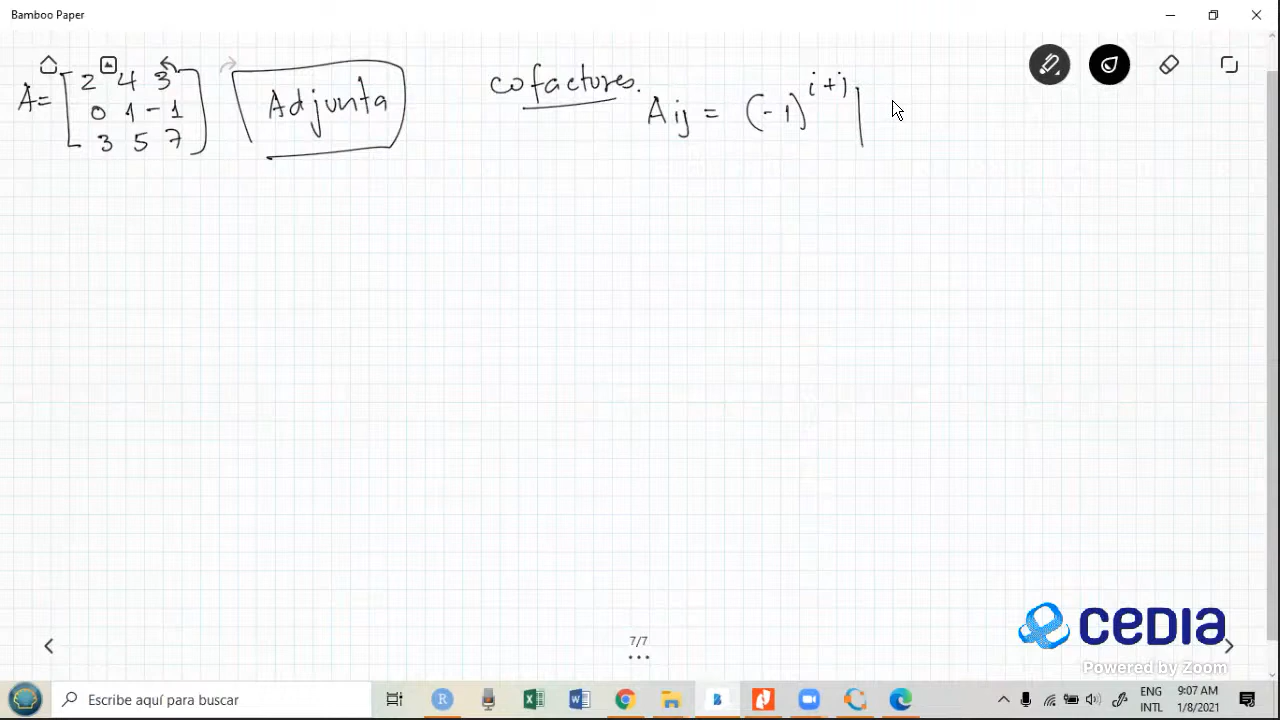 Bamboo Paper
A = [ 2 4 3
0 1 -1
3 5 7 ]
Adjunta
cofactores.
Aij = (-1)^{i+j} |
7/7
cedia
Powered by Zoom
Escribe aquí para buscar
ENG
INTL
9:07 AM
1/8/2021